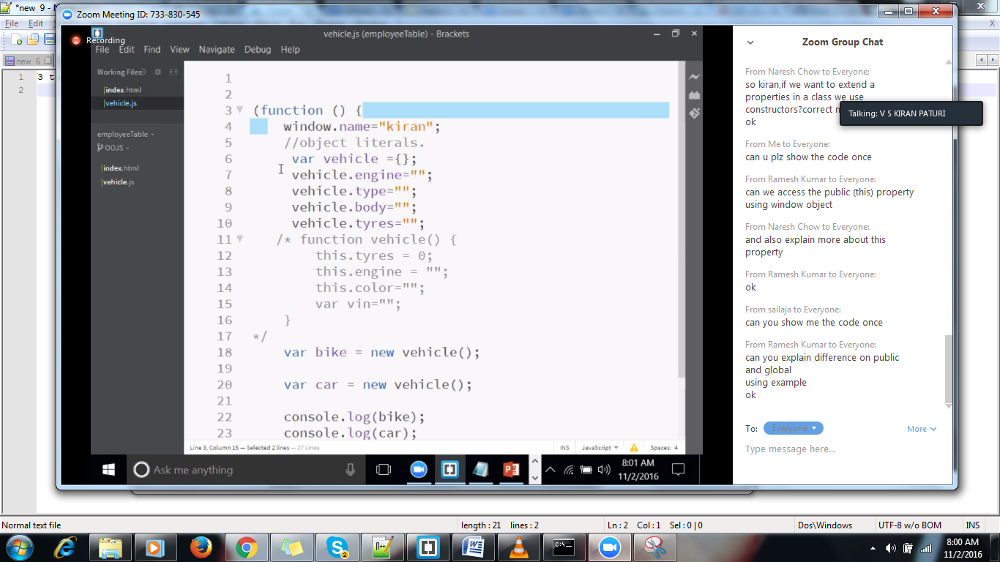 *new 9 - No
File Edit
new 6
1 3 t
2
Zoom Meeting ID: 733-830-545
Recording
vehicle.js (employeeTable) - Brackets
File Edit Find View Navigate Debug Help
Working Files
index.html
vehicle.js
employeeTable
OOJS
index.html
vehicle.js
1
2
3 (function () {
4 window.name="kiran";
5 //object literals.
6 var vehicle ={};
7 vehicle.engine="";
8 vehicle.type="";
9 vehicle.body="";
10 vehicle.tyres="";
11 /* function vehicle() {
12 this.tyres = 0;
13 this.engine = "";
14 this.color="";
15 var vin="";
16 }
17 */
18 var bike = new vehicle();
19
20 var car = new vehicle();
21
22 console.log(bike);
23 console.log(car);
Line 3, Column 15 — Selected 2 lines — 27 Lines
INS JavaScript Spaces: 4
Ask me anything
8:01 AM
11/2/2016
Zoom Group Chat
From Naresh Chow to Everyone:
so kiran,if we want to extend a
properties in a class we use
constructors?correct
ok
Talking: V S KIRAN PATURI
From Me to Everyone:
can u plz show the code once
From Ramesh Kumar to Everyone:
can we access the public (this) property
using window object
From Naresh Chow to Everyone:
and also explain more about this
property
From Ramesh Kumar to Everyone:
ok
From sailaja to Everyone:
can you show me the code once
From Ramesh Kumar to Everyone:
can you explain difference on public
and global
using example
ok
To: Everyone More
Type message here...
Normal text file length : 21 lines : 2 Ln : 2 Col : 1 Sel : 0 | 0 Dos\Windows UTF-8 w/o BOM INS
8:00 AM
11/2/2016